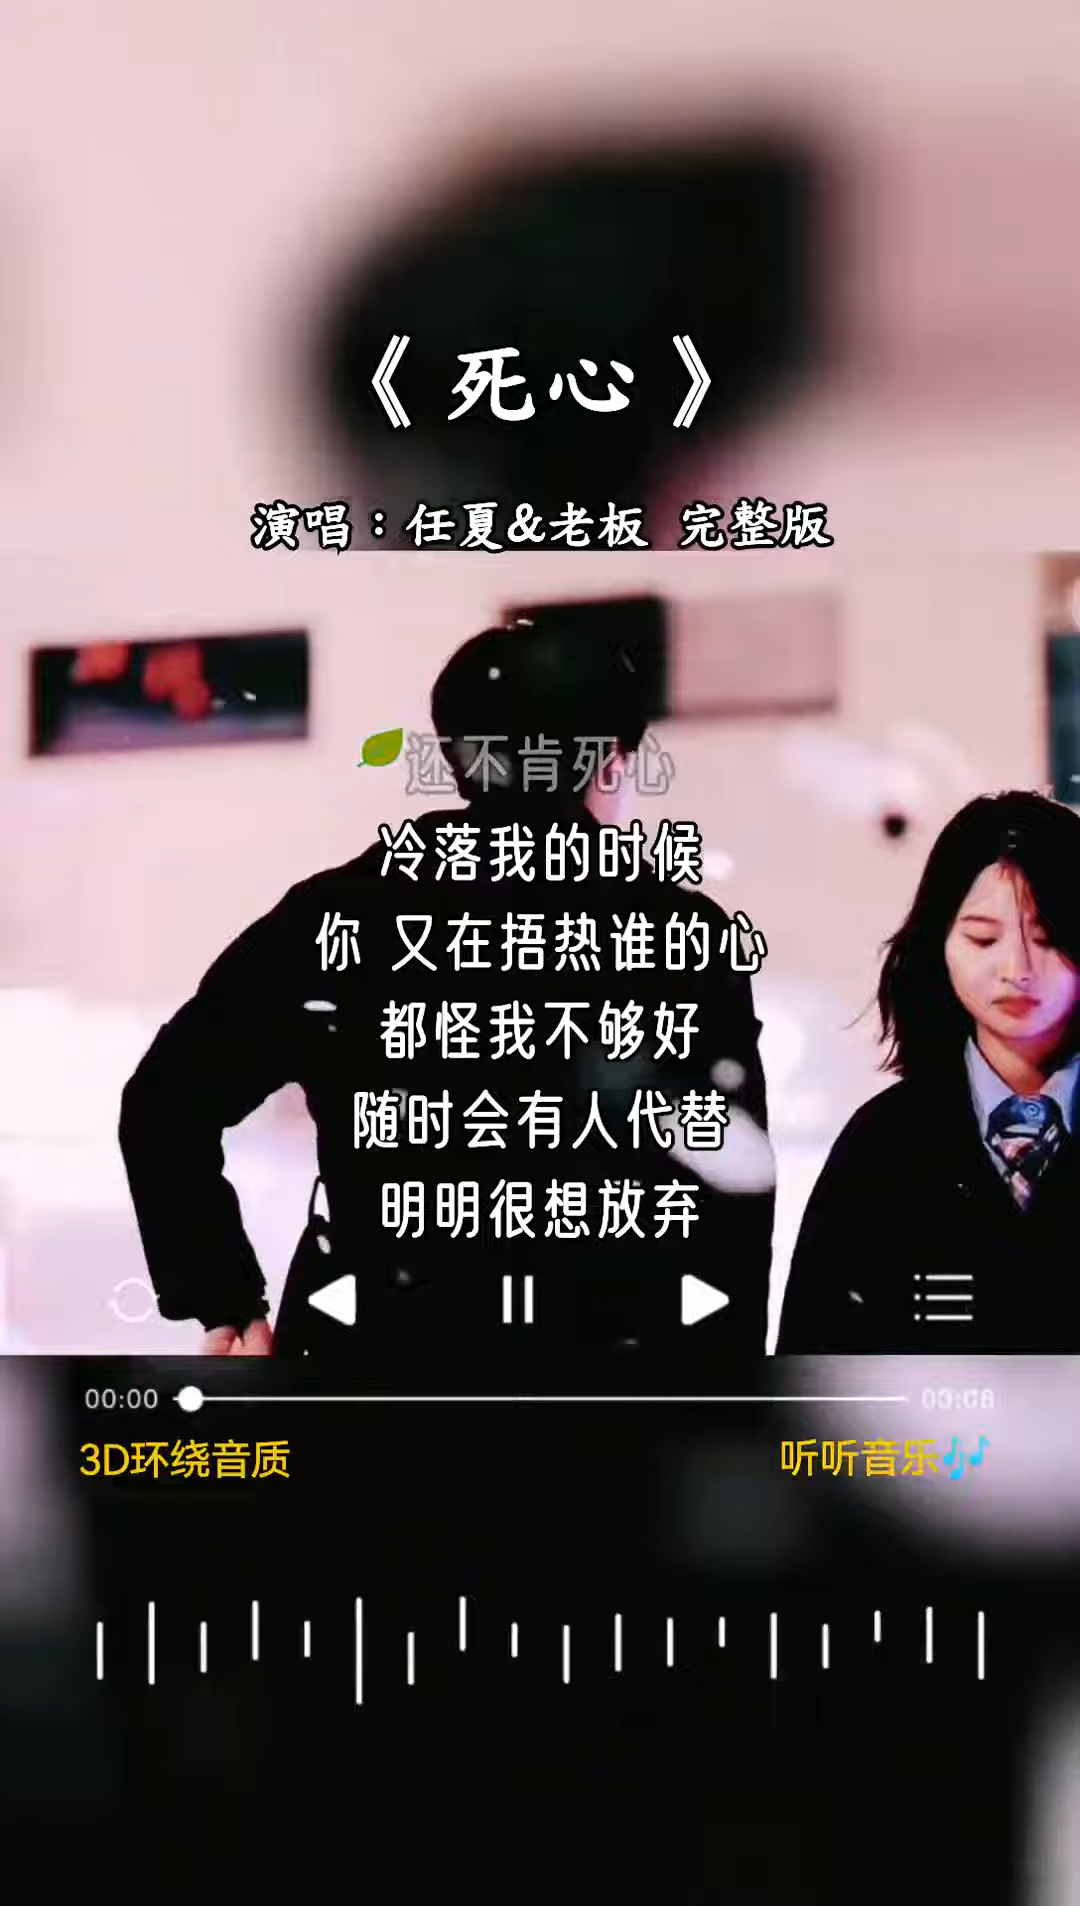 《 死心 》
演唱：任夏&老板 完整版
还不肯死心
冷落我的时候
你 又在捂热谁的心
都怪我不够好
随时会有人代替
明明很想放弃
00:00 03:08
3D环绕音质 听听音乐